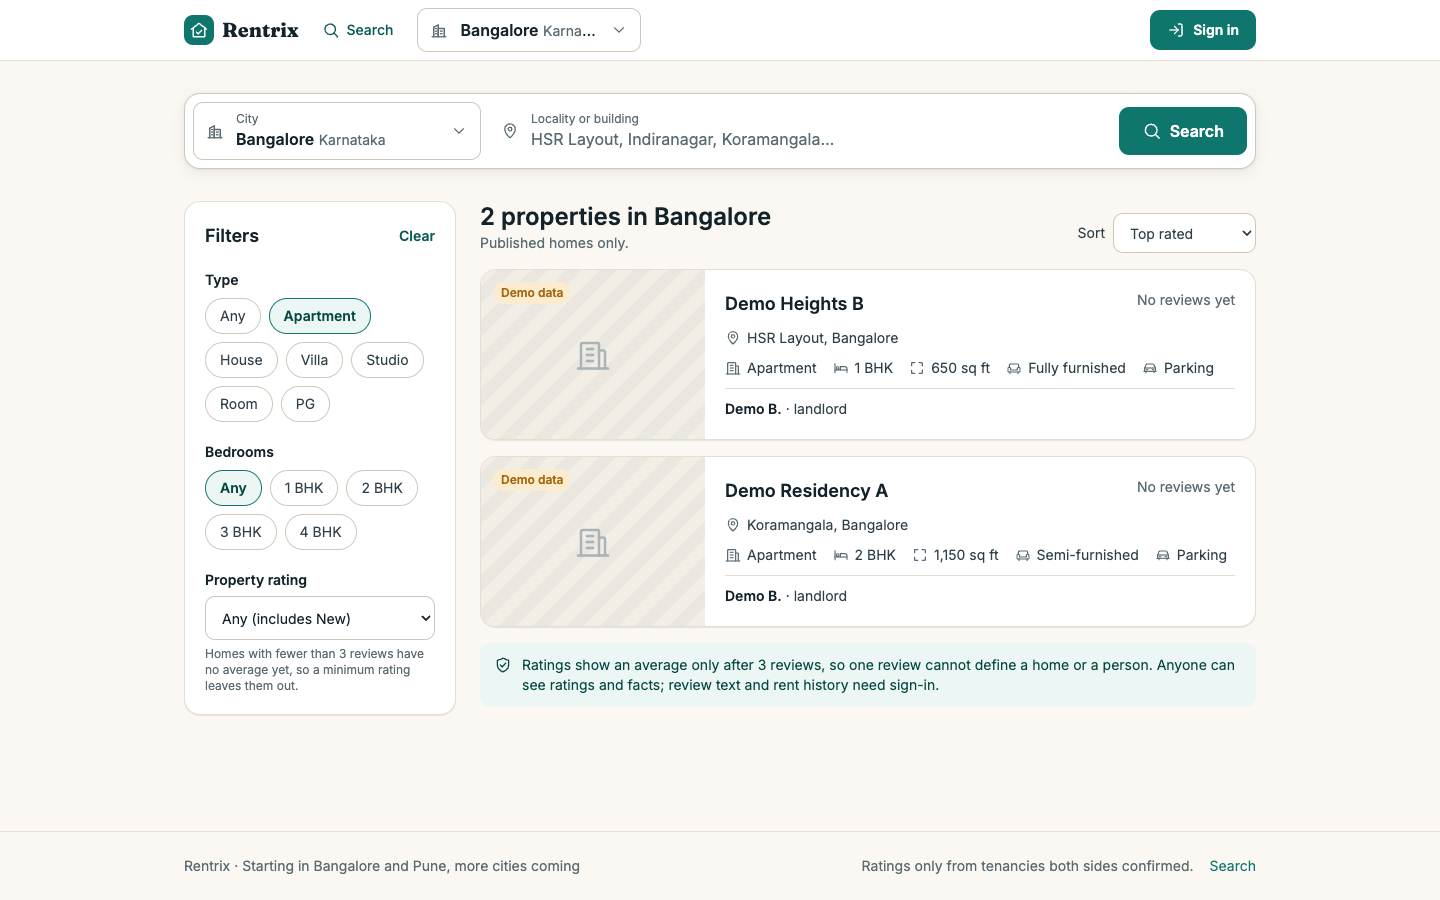 Rentrix
Search
Bangalore Karna...
Sign in
City
Bangalore Karnataka
Locality or building
HSR Layout, Indiranagar, Koramangala...
Search
Filters
Clear
Type
Any
Apartment
House
Villa
Studio
Room
PG
Bedrooms
Any
1 BHK
2 BHK
3 BHK
4 BHK
Property rating
Any (includes New)
Homes with fewer than 3 reviews have
no average yet, so a minimum rating
leaves them out.
2 properties in Bangalore
Published homes only.
Sort
Top rated
Demo data
Demo Heights B
No reviews yet
HSR Layout, Bangalore
Apartment 1 BHK 650 sq ft Fully furnished Parking
Demo B. · landlord
Demo data
Demo Residency A
No reviews yet
Koramangala, Bangalore
Apartment 2 BHK 1,150 sq ft Semi-furnished Parking
Demo B. · landlord
Ratings show an average only after 3 reviews, so one review cannot define a home or a person. Anyone can
see ratings and facts; review text and rent history need sign-in.
Rentrix · Starting in Bangalore and Pune, more cities coming
Ratings only from tenancies both sides confirmed.
Search